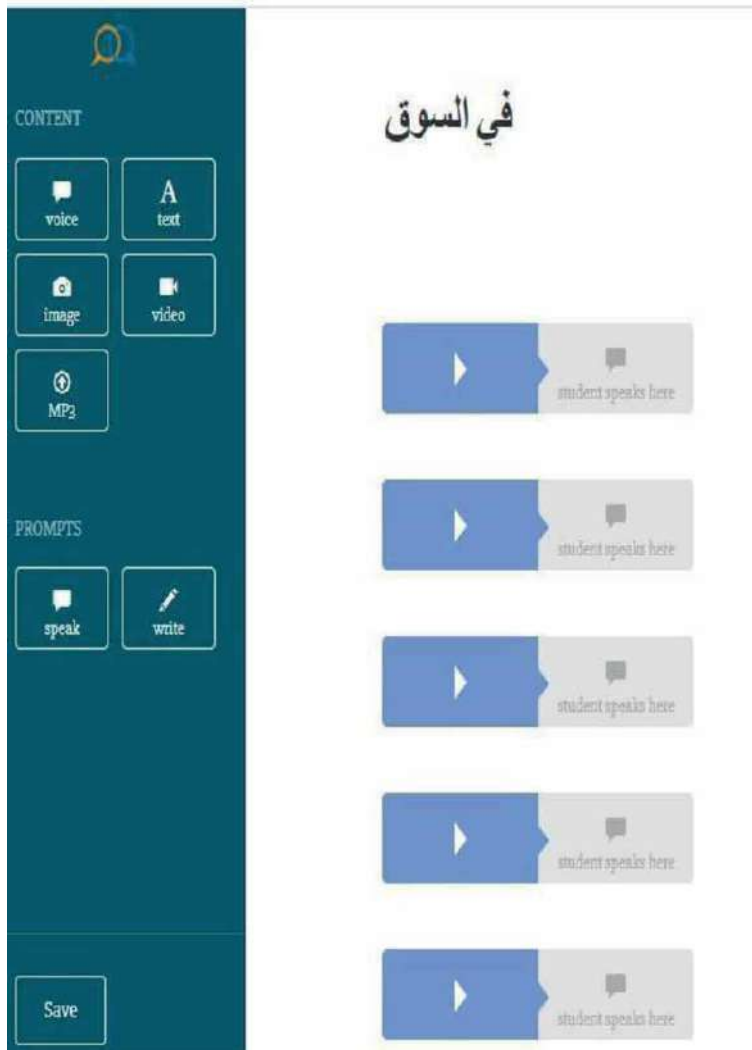 CONTENT
voice
A
text
image
video
MP3
PROMPTS
speak
write
Save
في السوق
student speaks here
student speaks here
student speaks here
student speaks here
student speaks here